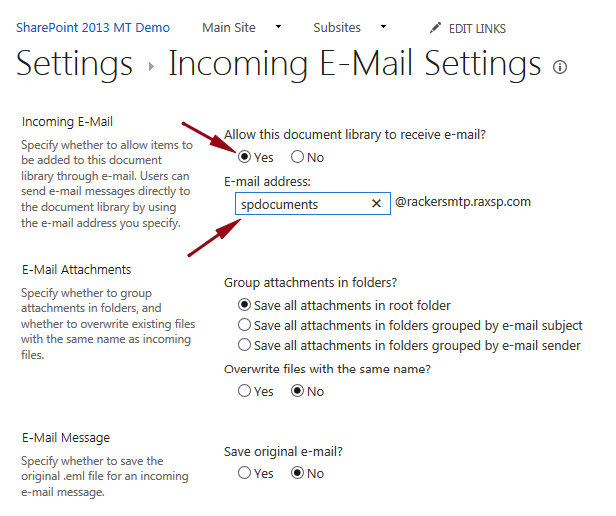 SharePoint 2013 MT Demo Main Site Subsites EDIT LINKS
Settings Incoming E-Mail Settings
Incoming E-Mail
Specify whether to allow items to
be added to this document
library through e-mail. Users can
send e-mail messages directly to
the document library by using
the e-mail address you specify.
Allow this document library to receive e-mail?
Yes No
E-mail address:
spdocuments @rackersmtp.raxsp.com
E-Mail Attachments
Specify whether to group
attachments in folders, and
whether to overwrite existing files
with the same name as incoming
files.
Group attachments in folders?
Save all attachments in root folder
Save all attachments in folders grouped by e-mail subject
Save all attachments in folders grouped by e-mail sender
Overwrite files with the same name?
Yes No
E-Mail Message
Specify whether to save the
original .eml file for an incoming
e-mail message.
Save original e-mail?
Yes No